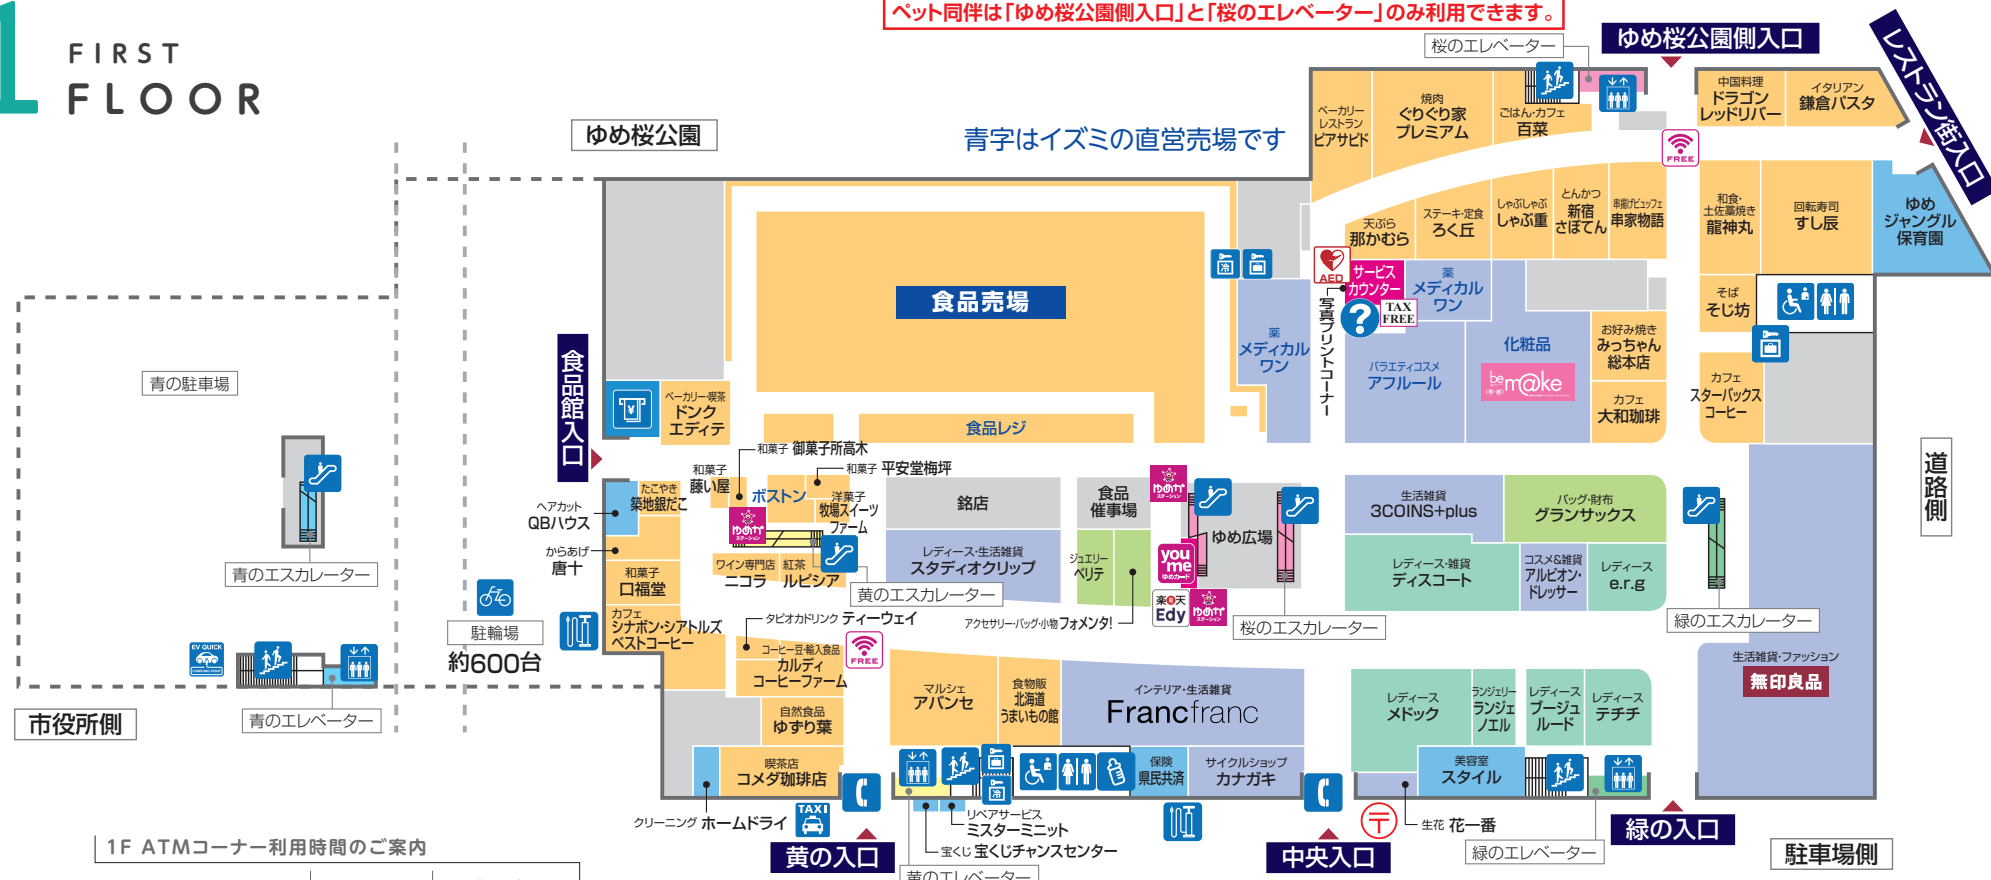 ペット同伴は「ゆめ桜公園側入口」と「桜のエレベーター」のみ利用できます。
1
FIRST
FLOOR
ゆめ桜公園
青字はイズミの直営売場です
桜のエレベーター
ゆめ桜公園側入口
レストラン街入口
ベーカリー
レストラン
ピアサピド
焼肉
ぐりぐり家
プレミアム
ごはん・カフェ
百菜
中国料理
ドラゴン
レッドリバー
イタリアン
鎌倉パスタ
FREE
天ぷら
那かむら
ステーキ・定食
ろく丘
しゃぶしゃぶ
しゃぶ重
とんかつ
新宿
さぼてん
串揚げビュッフェ
串家物語
和食・
土佐藁焼き
龍神丸
回転寿司
すし辰
ゆめ
ジャングル
保育園
食品売場
冷
AED
サービス
カウンター
?
TAX
FREE
写真プリントコーナー
薬
メディカル
ワン
薬
メディカル
ワン
バラエティコスメ
アフルール
化粧品
be m@ke
お好み焼き
みっちゃん
総本店
カフェ
大和珈琲
そば
そじ坊
カフェ
スターバックス
コーヒー
青の駐車場
食品館入口
¥
ベーカリー・喫茶
ドンク
エディテ
食品レジ
和菓子 御菓子所高木
和菓子 平安堂梅坪
和菓子
藤い屋
ボストン
洋菓子
牧場スイーツ
ファーム
たこやき
築地銀だこ
ヘアカット
QBハウス
からあげ
唐十
和菓子
口福堂
カフェ
シナボン・シアトルズ
ベストコーヒー
ゆめか
ステーション
ワイン専門店
ニコラ
紅茶
ルピシア
黄のエスカレーター
銘店
レディース・生活雑貨
スタディオクリップ
食品
催事場
ジュエリー
ベリテ
アクセサリー・バッグ・小物 フォメンタ!
ゆめか
ステーション
ゆめ広場
you
me
ゆめカード
楽天
Edy
ゆめか
ステーション
桜のエスカレーター
生活雑貨
3COINS+plus
バッグ・財布
グランサックス
レディース・雑貨
ディスコート
コスメ&雑貨
アルビオン・
ドレッサー
レディース
e.r.g
緑のエスカレーター
道路側
生活雑貨・ファッション
無印良品
青のエスカレーター
駐輪場
約600台
EV QUICK
青のエレベーター
市役所側
タピオカドリンク ティーウェイ
コーヒー豆・輸入食品
カルディ
コーヒーファーム
FREE
自然食品
ゆずり葉
喫茶店
コメダ珈琲店
クリーニング ホームドライ
TAXI
マルシェ
アバンセ
食物販
北海道
うまいもの館
インテリア・生活雑貨
Francfranc
冷
保険
県民共済
サイクルショップ
カナガキ
リペアサービス
ミスターミニット
宝くじ 宝くじチャンスセンター
黄の入口
黄のエレベーター
中央入口
レディース
メドック
ランジェリー
ランジェ
ノエル
レディース
ブージュ
ルード
レディース
テチチ
美容室
スタイル
〒
生花 花一番
緑のエレベーター
緑の入口
駐車場側
1F ATMコーナー利用時間のご案内